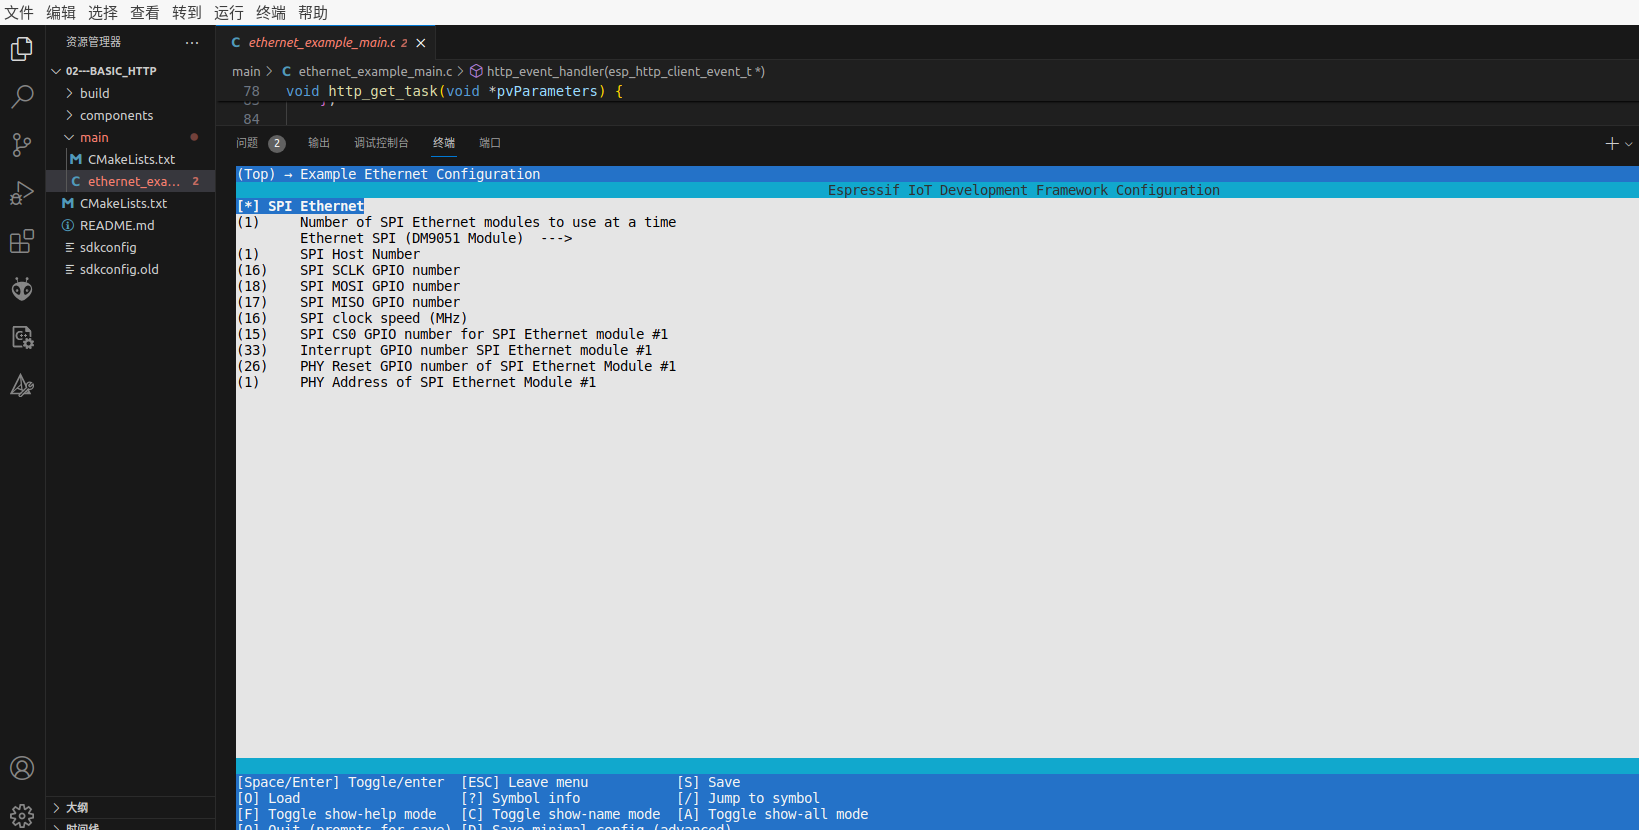 文件 编辑 选择 查看 转到 运行 终端 帮助
资源管理器 ···
02---BASIC_HTTP
build
components
main
CMakeLists.txt
ethernet_exa... 2
CMakeLists.txt
README.md
sdkconfig
sdkconfig.old
大纲
时间线
ethernet_example_main.c 2
main > C ethernet_example_main.c > http_event_handler(esp_http_client_event_t *)
78 void http_get_task(void *pvParameters) {
83 };
84
问题 2 输出 调试控制台 终端 端口
(Top) → Example Ethernet Configuration
Espressif IoT Development Framework Configuration
[*] SPI Ethernet
(1) Number of SPI Ethernet modules to use at a time
Ethernet SPI (DM9051 Module) --->
(1) SPI Host Number
(16) SPI SCLK GPIO number
(18) SPI MOSI GPIO number
(17) SPI MISO GPIO number
(16) SPI clock speed (MHz)
(15) SPI CS0 GPIO number for SPI Ethernet module #1
(33) Interrupt GPIO number SPI Ethernet module #1
(26) PHY Reset GPIO number of SPI Ethernet Module #1
(1) PHY Address of SPI Ethernet Module #1
[Space/Enter] Toggle/enter [ESC] Leave menu [S] Save
[O] Load [?] Symbol info [/] Jump to symbol
[F] Toggle show-help mode [C] Toggle show-name mode [A] Toggle show-all mode
[Q] Quit (prompts for save) [D] Save minimal config (advanced)